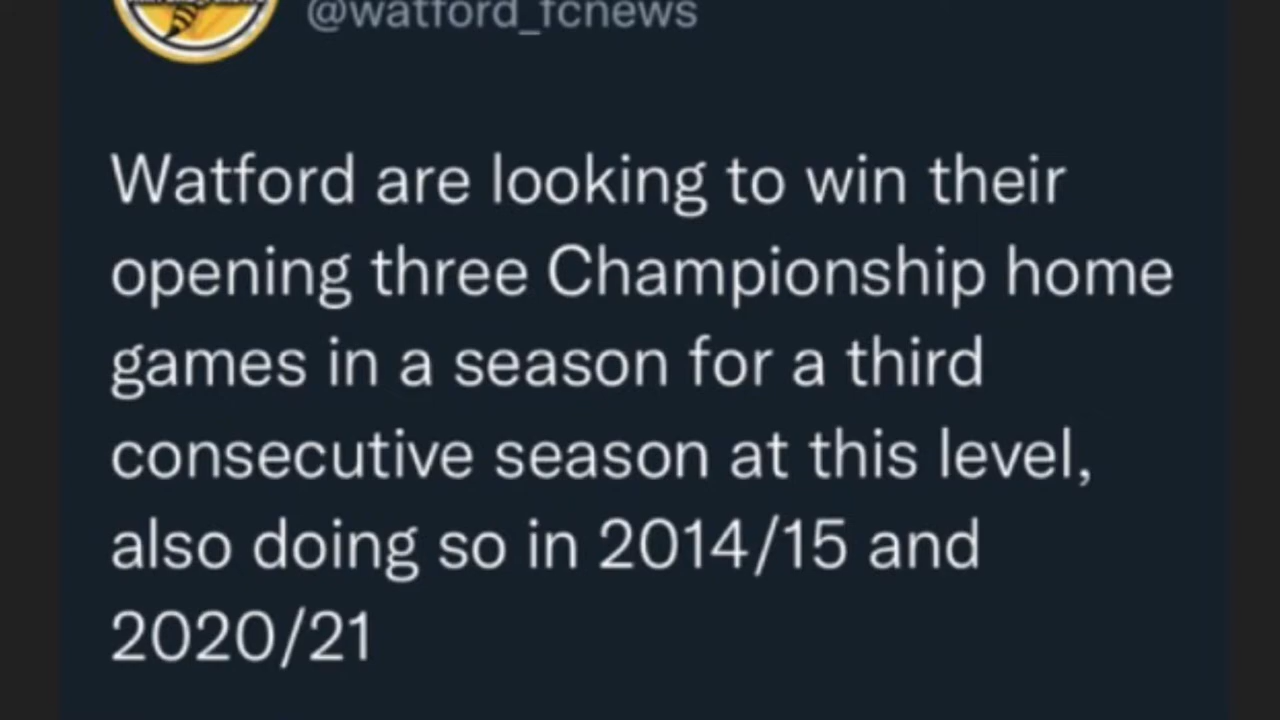 @watford_fcnews
Watford are looking to win their
opening three Championship home
games in a season for a third
consecutive season at this level,
also doing so in 2014/15 and
2020/21